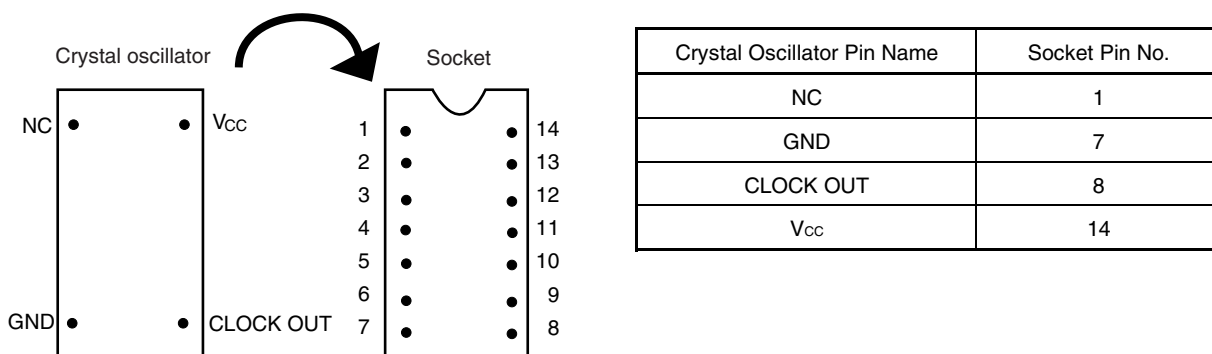 Crystal oscillator
Socket
NC
VCC
GND
CLOCK OUT
1
14
2
13
3
12
4
11
5
10
6
9
7
8
Crystal Oscillator Pin Name Socket Pin No.
NC 1
GND 7
CLOCK OUT 8
VCC 14